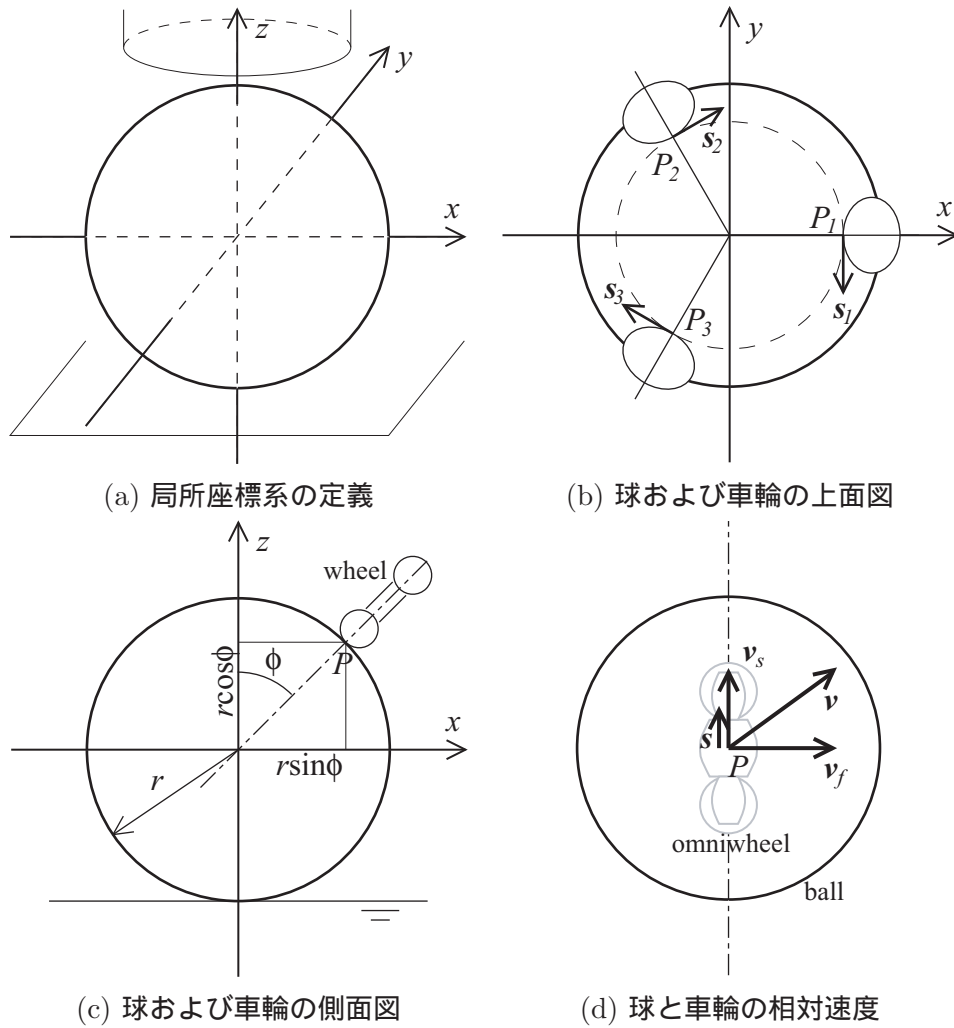 z
y
x
(a) 局所座標系の定義
y
s₂
P₂
P₁
x
s₃
P₃
s₁
(b) 球および車輪の上面図
z
wheel
ϕ
P
rcosϕ
x
rsinϕ
r
(c) 球および車輪の側面図
vₛ
v
s
P
v_f
omniwheel
ball
(d) 球と車輪の相対速度